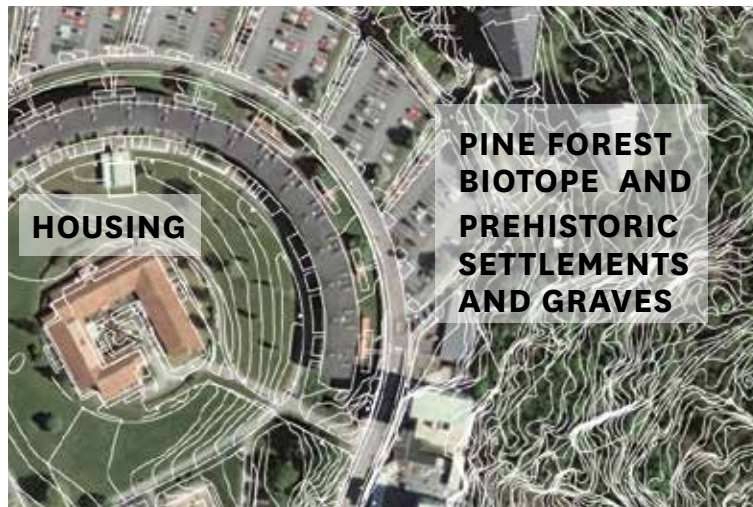 HOUSING
PINE FOREST
BIOTOPE AND
PREHISTORIC
SETTLEMENTS
AND GRAVES